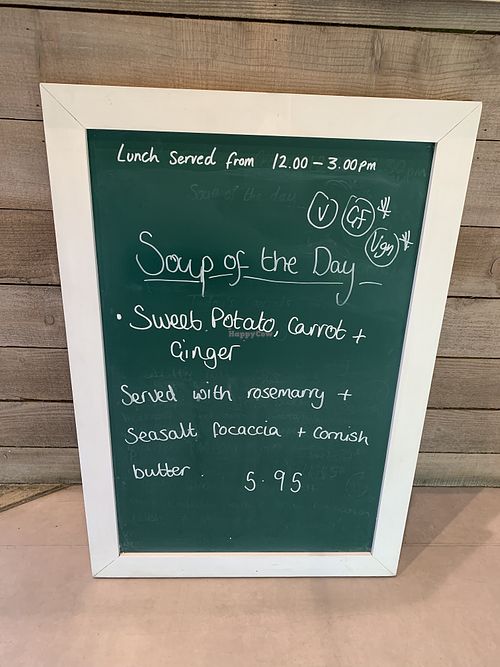 Lunch Served from 12.00 - 3.00pm
V GF*
Vgn*
Soup of the Day
• Sweet Potato, Carrot +
Ginger
Served with rosemarry +
Seasalt focaccia + Cornish
butter. 5.95
HappyCow